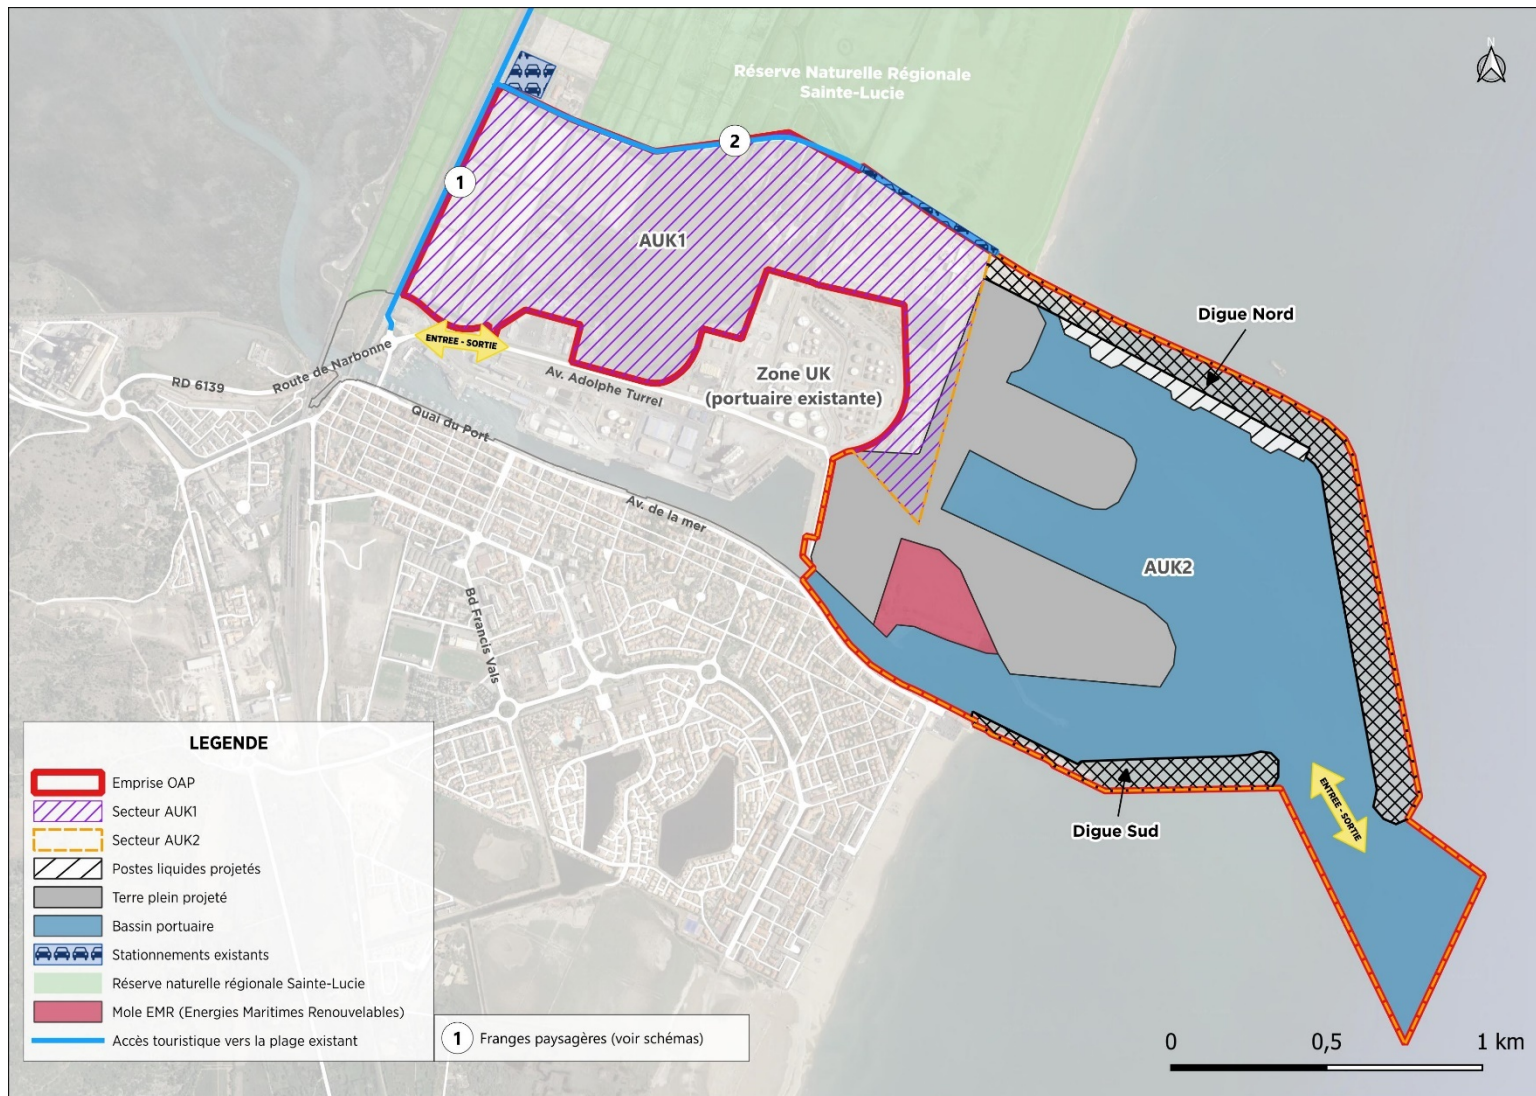 N
Réserve Naturelle Régionale
Sainte-Lucie
2
1
AUK1
Digue Nord
ENTREE - SORTIE
Route de Narbonne
RD 6139
Av. Adolphe Turrel
Zone UK
(portuaire existante)
Quai du Port
Av. de la mer
AUK2
Bd Francis Vals
ENTREE - SORTIE
Digue Sud
LEGENDE
Emprise OAP
Secteur AUK1
Secteur AUK2
Postes liquides projetés
Terre plein projeté
Bassin portuaire
Stationnements existants
Réserve naturelle régionale Sainte-Lucie
Mole EMR (Energies Maritimes Renouvelables)
Accès touristique vers la plage existant
1 Franges paysagères (voir schémas)
0 0,5 1 km